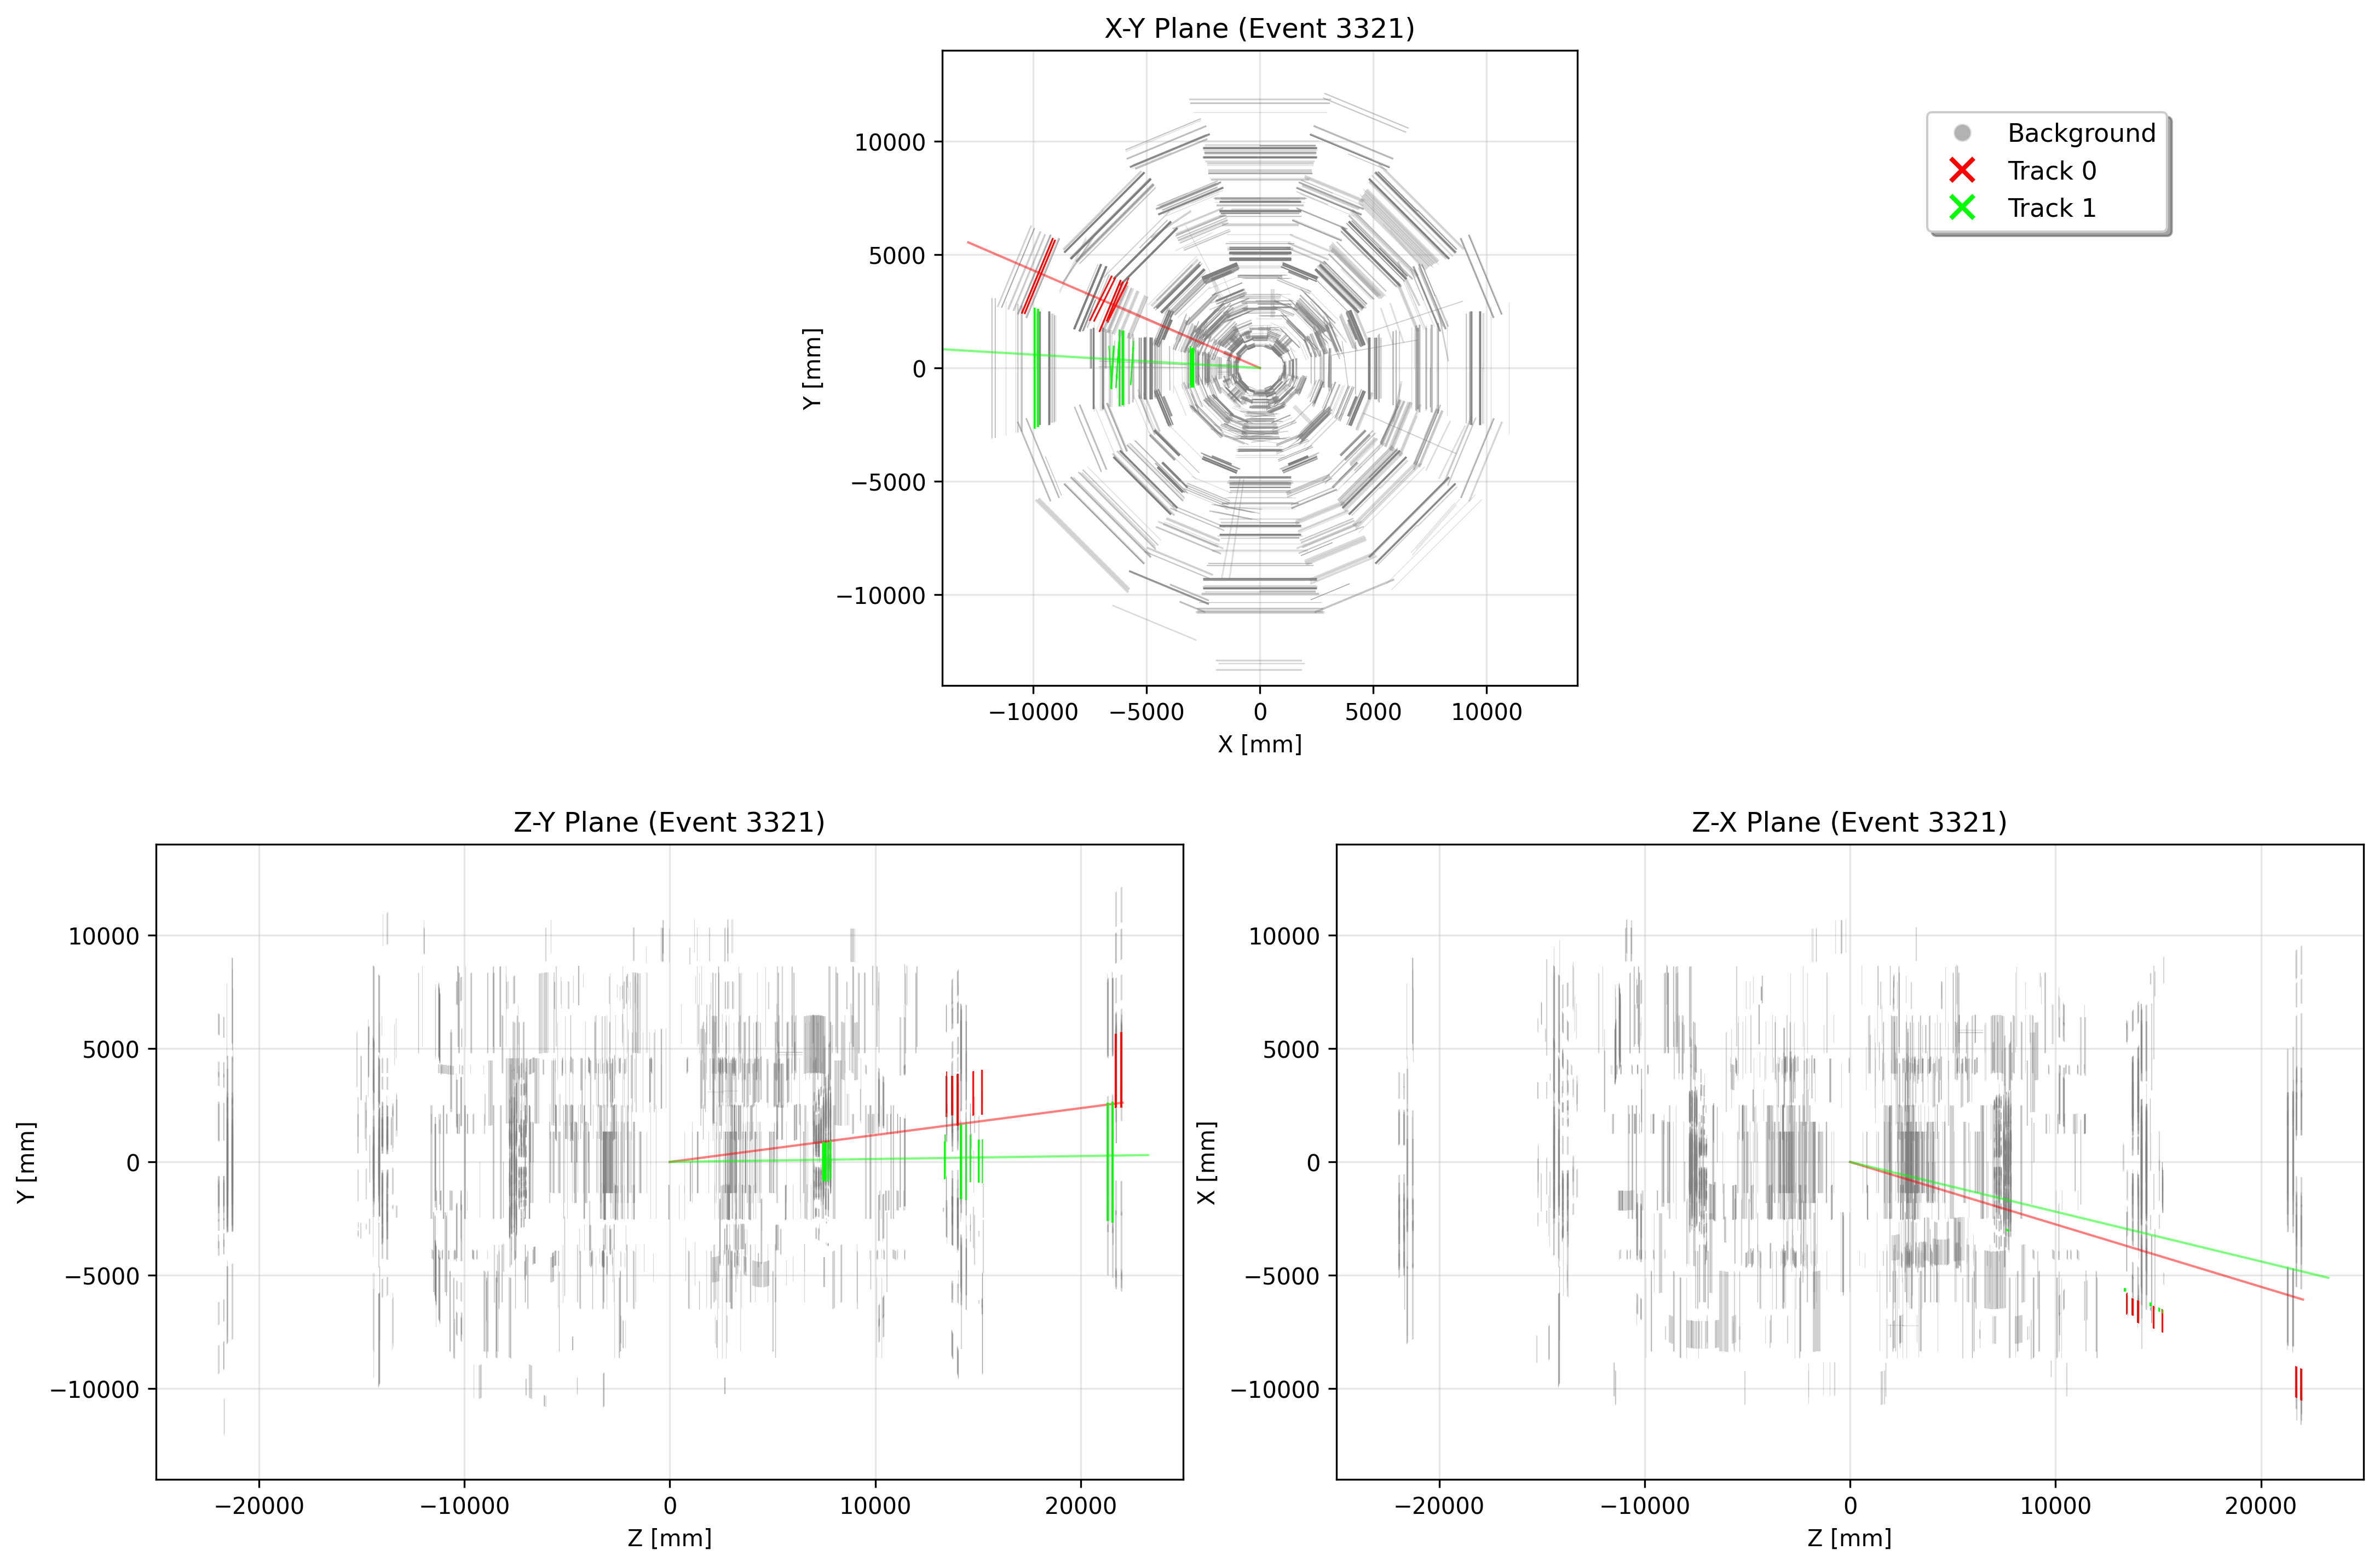 X-Y Plane (Event 3321)
Y [mm]
10000
5000
0
−5000
−10000
−10000 −5000 0 5000 10000
X [mm]
Background
Track 0
Track 1
Z-Y Plane (Event 3321)
Y [mm]
10000
5000
0
−5000
−10000
−20000 −10000 0 10000 20000
Z [mm]
Z-X Plane (Event 3321)
X [mm]
10000
5000
0
−5000
−10000
−20000 −10000 0 10000 20000
Z [mm]